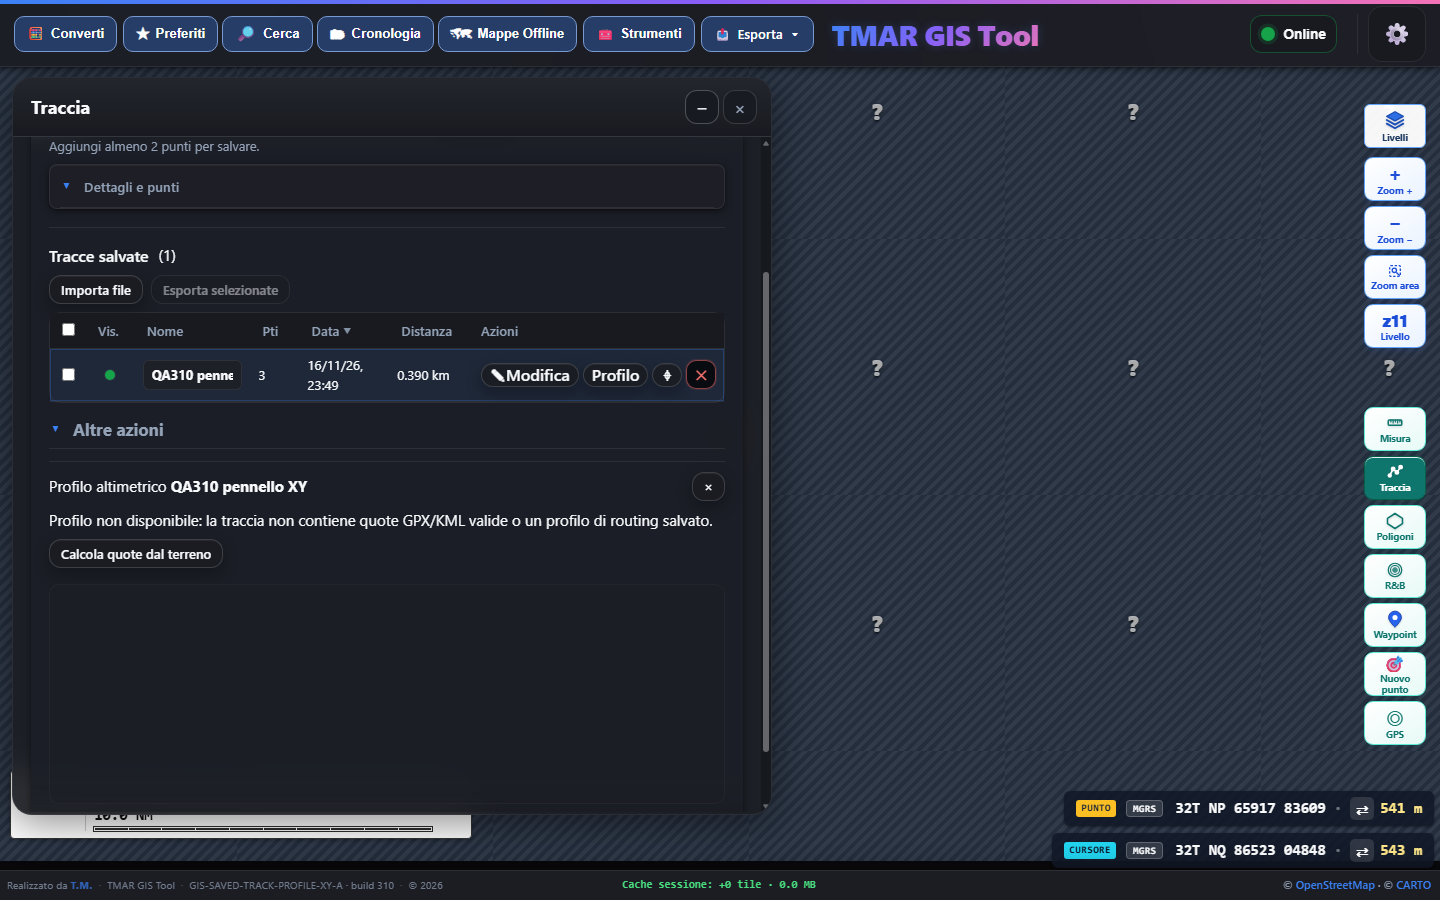 Converti
Preferiti
Cerca
Cronologia
Mappe Offline
Strumenti
Esporta
TMAR GIS Tool
Online
Traccia
Aggiungi almeno 2 punti per salvare.
Dettagli e punti
Tracce salvate (1)
Importa file
Esporta selezionate
Vis. Nome Pti Data ▼ Distanza Azioni
QA310 penne 3 16/11/26, 23:49 0.390 km Modifica Profilo
Altre azioni
Profilo altimetrico QA310 pennello XY
×
Profilo non disponibile: la traccia non contiene quote GPX/KML valide o un profilo di routing salvato.
Calcola quote dal terreno
10.0 NM
?
?
?
?
?
?
?
Livelli
+
Zoom +
−
Zoom −
Zoom area
z11
Livello
Misura
Traccia
Poligoni
R&B
Waypoint
Nuovo
punto
GPS
PUNTO MGRS 32T NP 65917 83609 · ⇄ 541 m
CURSORE MGRS 32T NQ 86523 04848 · ⇄ 543 m
Realizzato da T.M. · TMAR GIS Tool · GIS-SAVED-TRACK-PROFILE-XY-A · build 310 · © 2026
Cache sessione: +0 tile · 0.0 MB
© OpenStreetMap · © CARTO